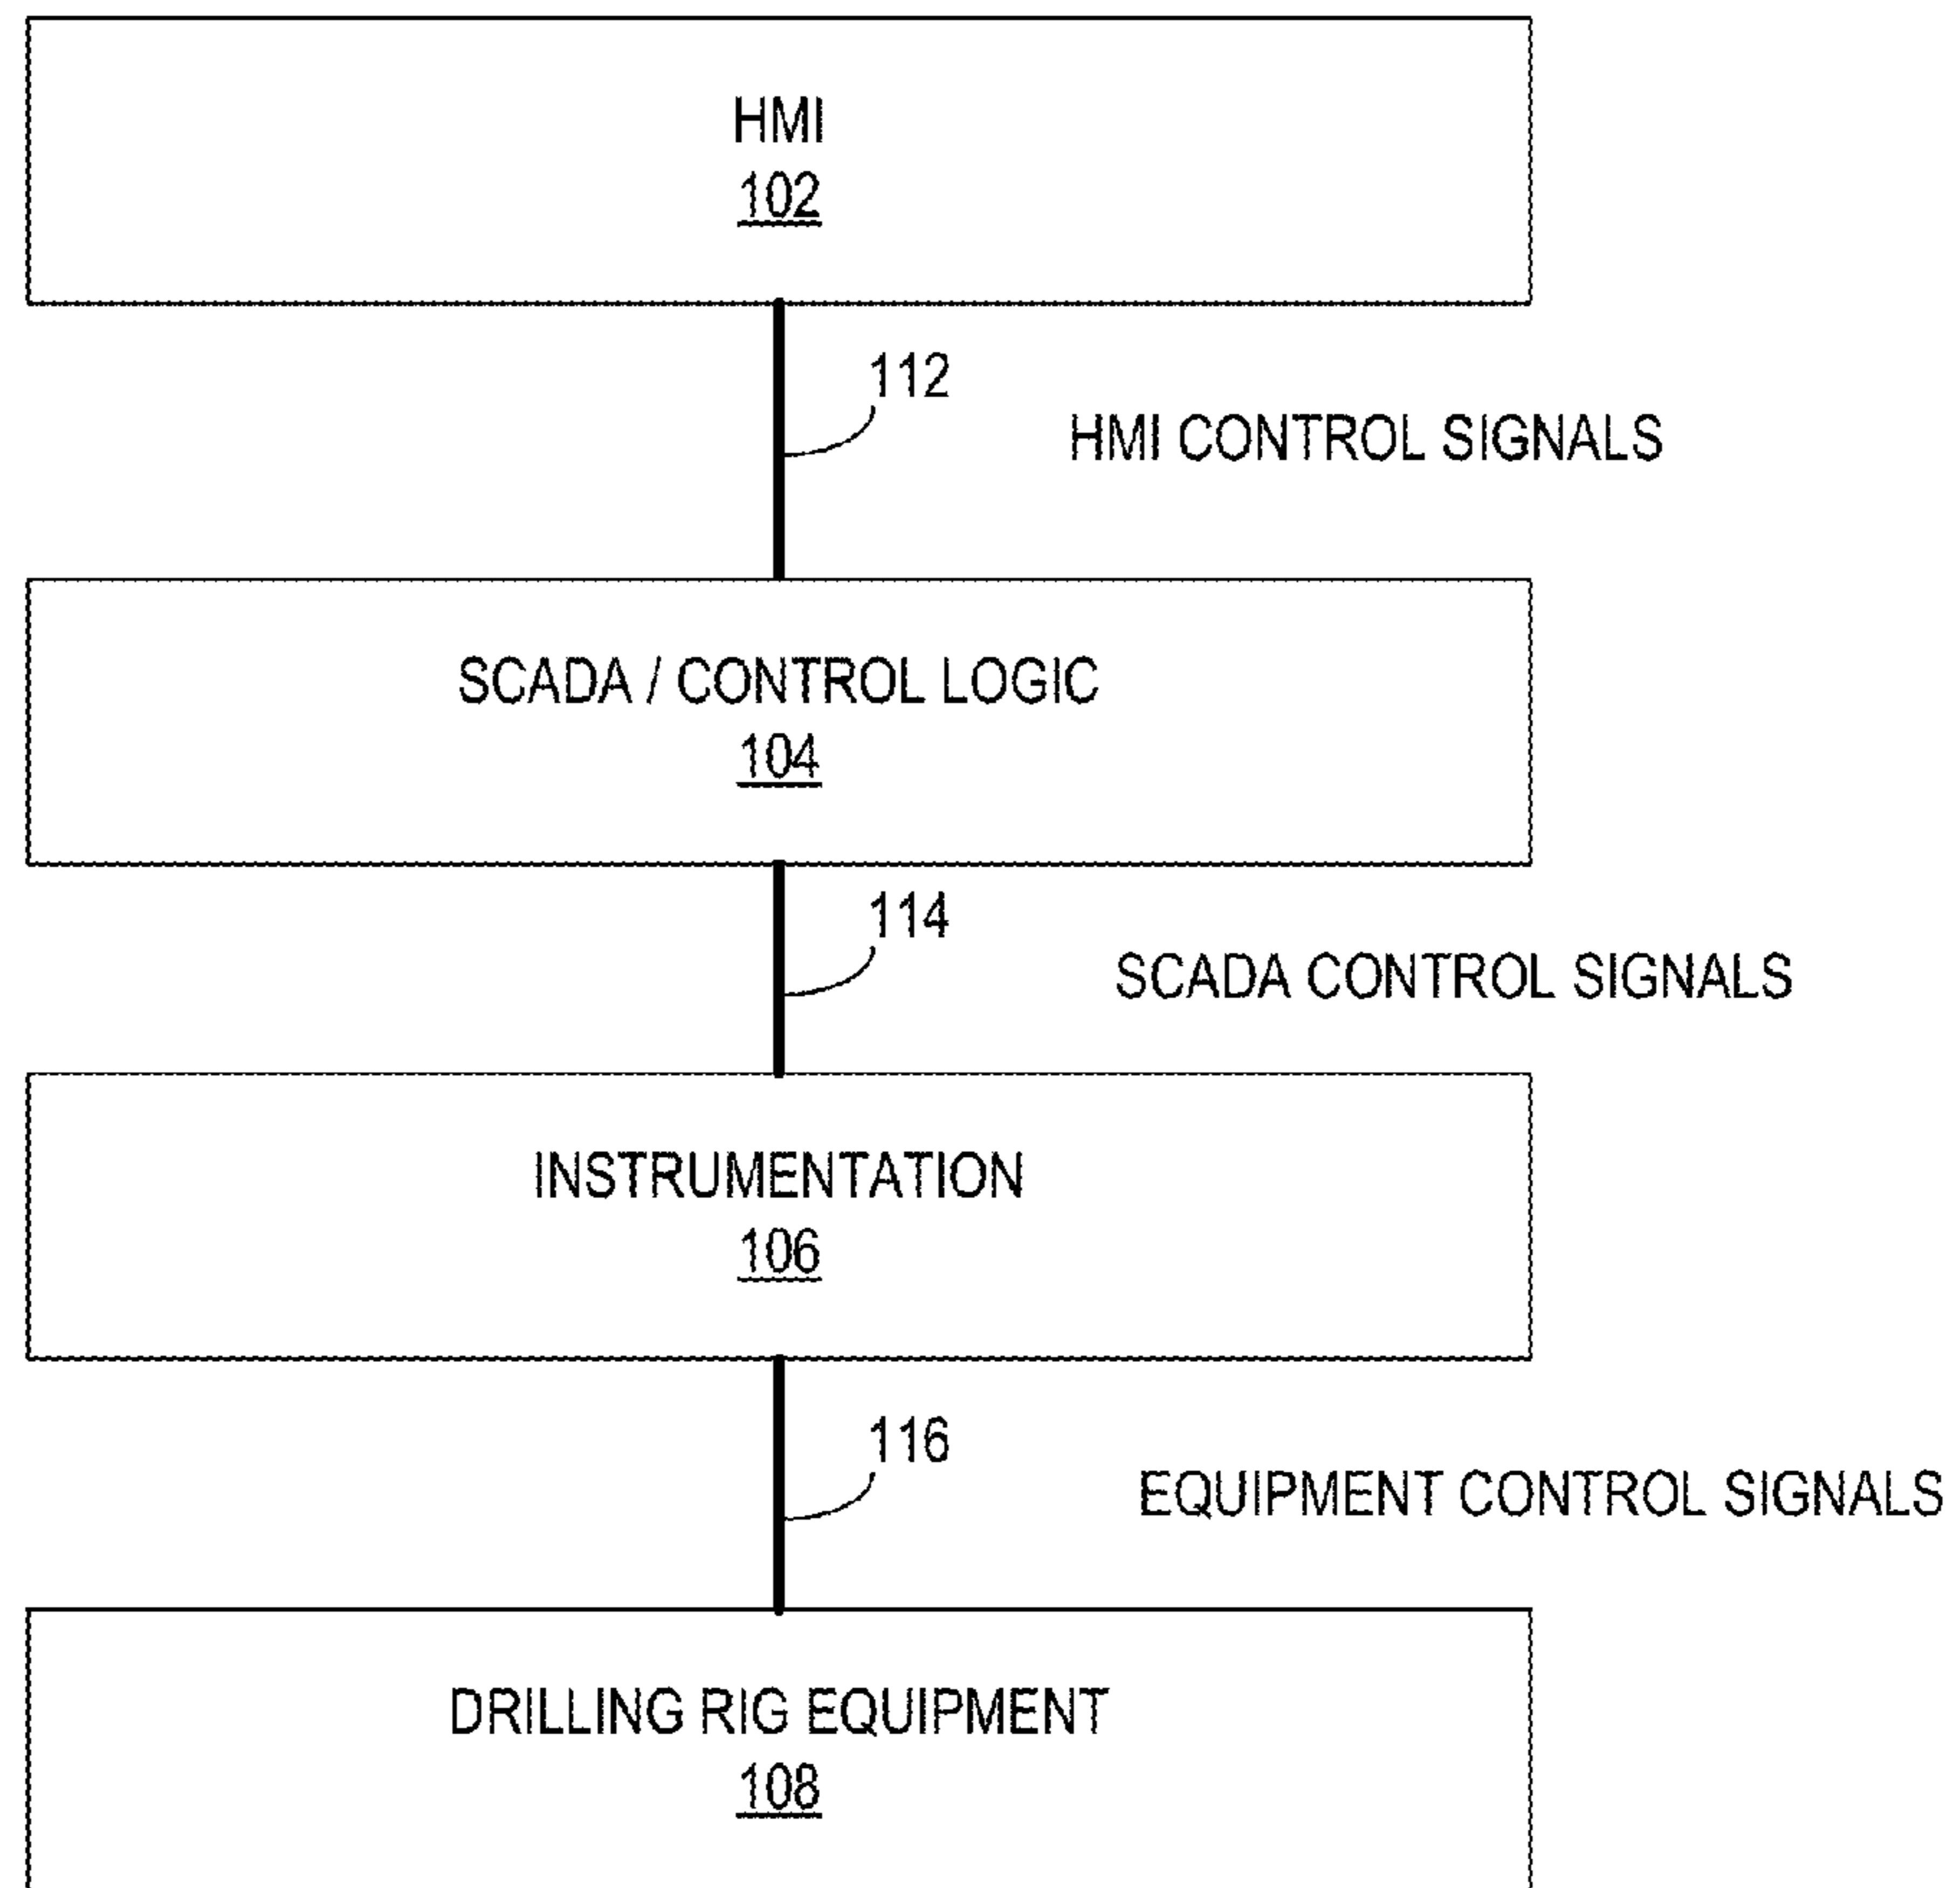 HMI
102
112
HMI CONTROL SIGNALS
SCADA / CONTROL LOGIC
104
114
SCADA CONTROL SIGNALS
INSTRUMENTATION
106
116
EQUIPMENT CONTROL SIGNALS
DRILLING RIG EQUIPMENT
108